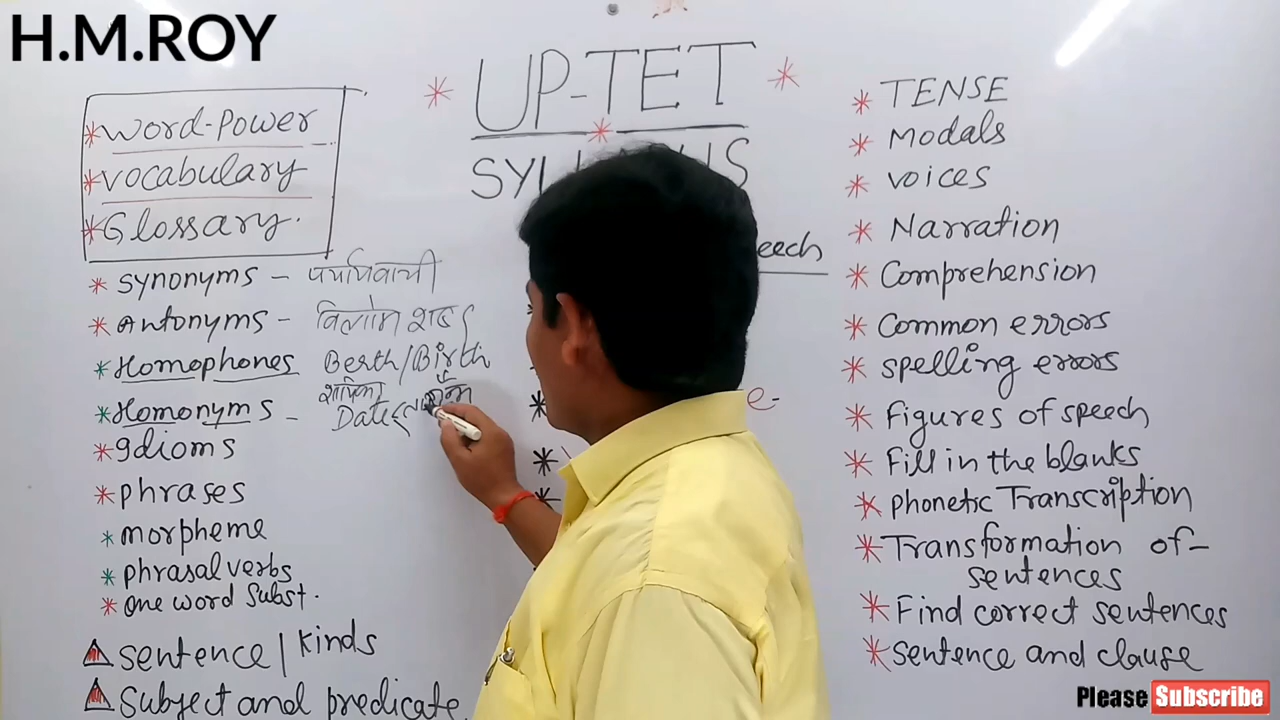 H.M.ROY
* UP-TET *
*
SYLL
eech
* Word-Power
* vocabulary
* Glossary.
* Synonyms - पर्यायवाची
* Antonyms - विलोम शब्द
* Homophones Berth/Birth
* Homonyms - Date
* Idioms
* phrases
* morpheme
* phrasal verbs
* One word Subst.
sentence/kinds
Subject and predicate.
* TENSE
* Modals
* voices
* Narration
* Comprehension
* Common errors
* spelling errors
* Figures of speech
* Fill in the blanks
* phonetic Transcription
* Transformation of-
sentences
* Find correct sentences
* Sentence and clause
Please Subscribe